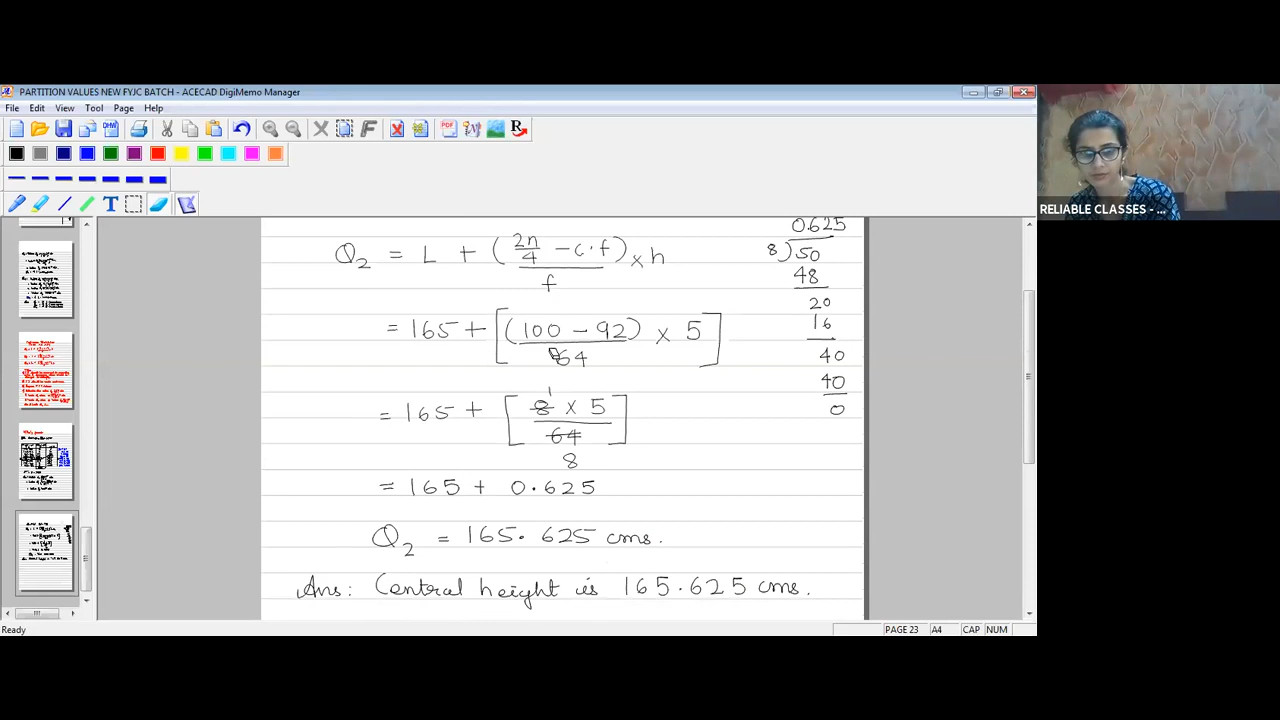 PARTITION VALUES NEW FYJC BATCH - ACECAD DigiMemo Manager
File Edit View Tool Page Help
RELIABLE CLASSES - ...
Q2 = L + (2n/4 - c.f) / f × h
= 165 + [(100 - 92) / 64 × 5]
= 165 + [8 1 × 5 / 64 8]
= 165 + 0.625
Q2 = 165.625 cms.
Ans: Central height is 165.625 cms.
0.625
8) 50
48
20
16
40
40
0
Ready PAGE 23 A4 CAP NUM